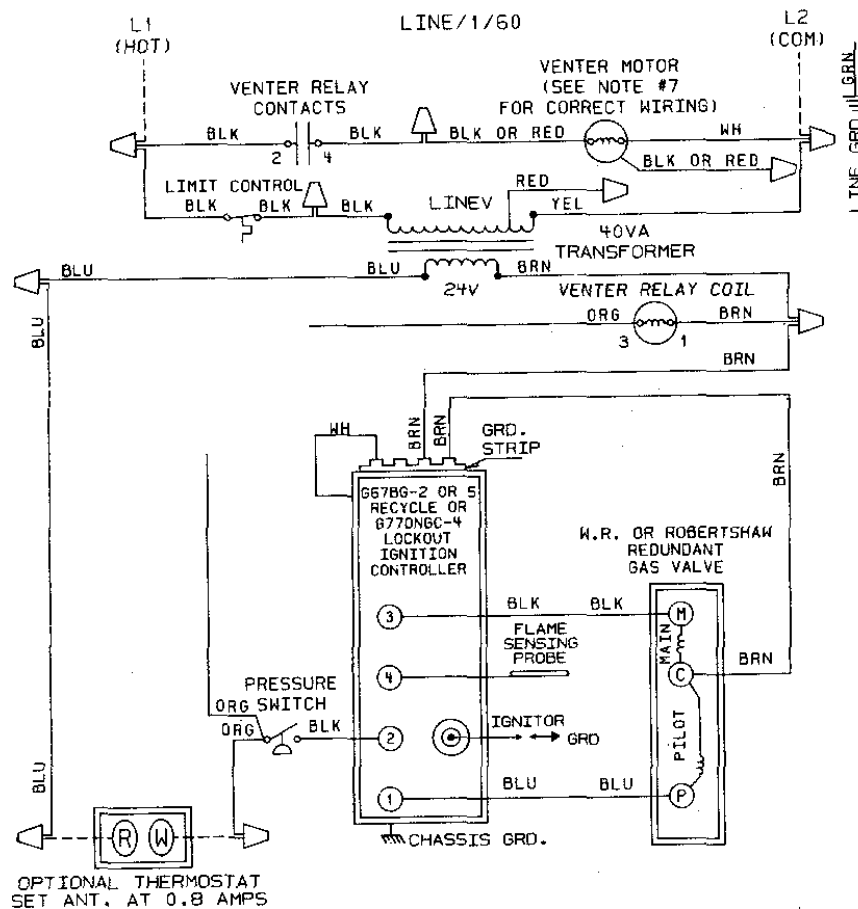 L1
(HOT)
LINE/1/60
L2
(COM)
LINE GRD
GRN
VENTER RELAY
CONTACTS
VENTER MOTOR
(SEE NOTE #7
FOR CORRECT WIRING)
BLK
2
4
BLK
BLK OR RED
WH
BLK OR RED
LIMIT CONTROL
BLK
BLK
BLK
LINEV
RED
YEL
40VA
TRANSFORMER
BLU
BLU
24V
BRN
VENTER RELAY COIL
ORG
3
1
BRN
BLU
BRN
WH
BRN
BRN
GRD.
STRIP
BRN
G67BG-2 OR 5
RECYCLE OR
G77DNGC-4
LOCKOUT
IGNITION
CONTROLLER
W.R. OR ROBERTSHAW
REDUNDANT
GAS VALVE
3
BLK
BLK
M
MAIN
FLAME
SENSING
PROBE
4
C
BRN
PRESSURE
SWITCH
ORG
ORG
BLK
2
IGNITOR
GRD
PILOT
BLU
1
BLU
BLU
P
R
W
CHASSIS GRD.
OPTIONAL THERMOSTAT
SET ANT. AT 0.8 AMPS